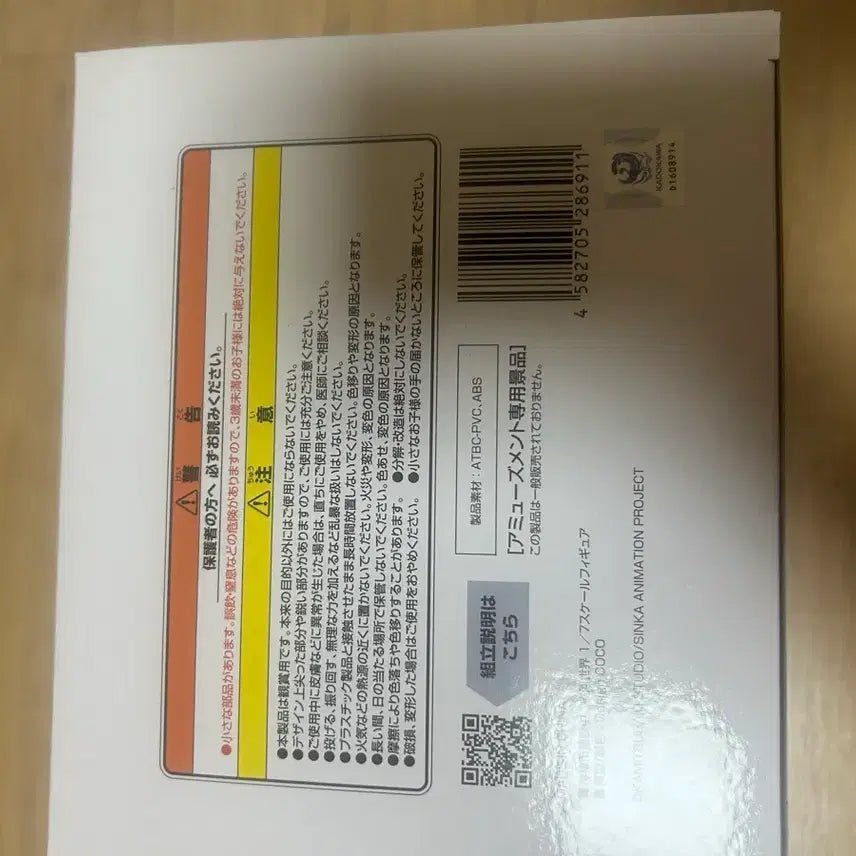 警告
けい こく
保護者の方へ 必ずお読みください。
●小さな部品があります。誤飲・窒息などの危険がありますので、3歳未満のお子様には絶対に与えないでください。
注意
ちゅう い
●本製品は観賞用です。本来の目的以外にはご使用にならないでください。
●デザイン上尖った部分や鋭い部分がありますので、ご使用には充分ご注意ください。
●ご使用中に皮膚などに異常が生じた場合は、直ちにご使用をやめ、医師にご相談ください。
●投げる、振り回す、無理な力を加えるなど乱暴な扱いはしないでください。
●プラスチック製品と接触させたまま長時間放置しないでください。色移りや変形の原因となります。
●火気などの熱源の近くに置かないでください。火災や変形、変色の原因となります。
●長い間、日の当たる場所で保管しないでください。色あせ、変色の原因となります。
●摩擦により色落ちや色移りすることがあります。 ●分解・改造は絶対にしないでください。
●破損、変形した場合はご使用をおやめください。 ●小さなお子様の手の届かないところに保管してください。
組立説明は
こちら
製品素材：ATBC-PVC、ABS
[アミューズメント専用景品]
この製品は一般販売されておりません。
4 582705 286911
KADOKAWA
b1608914
世界 1/7スケールフィギュア
COCO
STUDIO/SINKA ANIMATION PROJECT